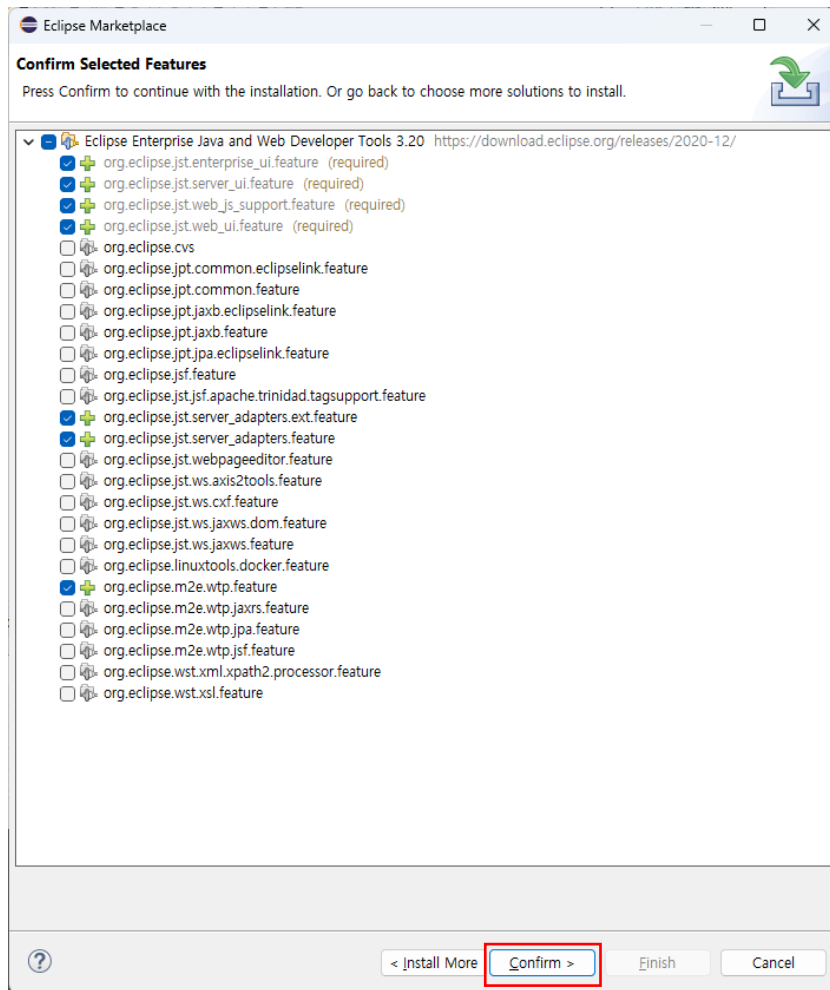 Eclipse Marketplace
Confirm Selected Features
Press Confirm to continue with the installation. Or go back to choose more solutions to install.
Eclipse Enterprise Java and Web Developer Tools 3.20 https://download.eclipse.org/releases/2020-12/
org.eclipse.jst.enterprise_ui.feature (required)
org.eclipse.jst.server_ui.feature (required)
org.eclipse.jst.web_js_support.feature (required)
org.eclipse.jst.web_ui.feature (required)
org.eclipse.cvs
org.eclipse.jpt.common.eclipselink.feature
org.eclipse.jpt.common.feature
org.eclipse.jpt.jaxb.eclipselink.feature
org.eclipse.jpt.jaxb.feature
org.eclipse.jpt.jpa.eclipselink.feature
org.eclipse.jsf.feature
org.eclipse.jst.jsf.apache.trinidad.tagsupport.feature
org.eclipse.jst.server_adapters.ext.feature
org.eclipse.jst.server_adapters.feature
org.eclipse.jst.webpageeditor.feature
org.eclipse.jst.ws.axis2tools.feature
org.eclipse.jst.ws.cxf.feature
org.eclipse.jst.ws.jaxws.dom.feature
org.eclipse.jst.ws.jaxws.feature
org.eclipse.linuxtools.docker.feature
org.eclipse.m2e.wtp.feature
org.eclipse.m2e.wtp.jaxrs.feature
org.eclipse.m2e.wtp.jpa.feature
org.eclipse.m2e.wtp.jsf.feature
org.eclipse.wst.xml.xpath2.processor.feature
org.eclipse.wst.xsl.feature
? < Install More Confirm > Finish Cancel